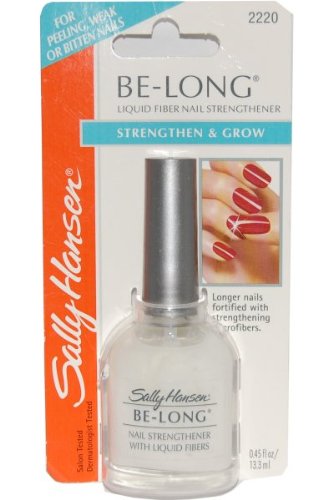 FOR
PEELING, WEAK
OR BITTEN NAILS
2220
BE-LONG®
LIQUID FIBER NAIL STRENGTHENER
STRENGTHEN & GROW
Sally Hansen®
Salon Tested
Dermatologist Tested
Longer nails
fortified with
strengthening
microfibers.
Sally Hansen
BE-LONG®
NAIL STRENGTHENER
WITH LIQUID FIBERS
0.45 fl oz/
13.3 ml